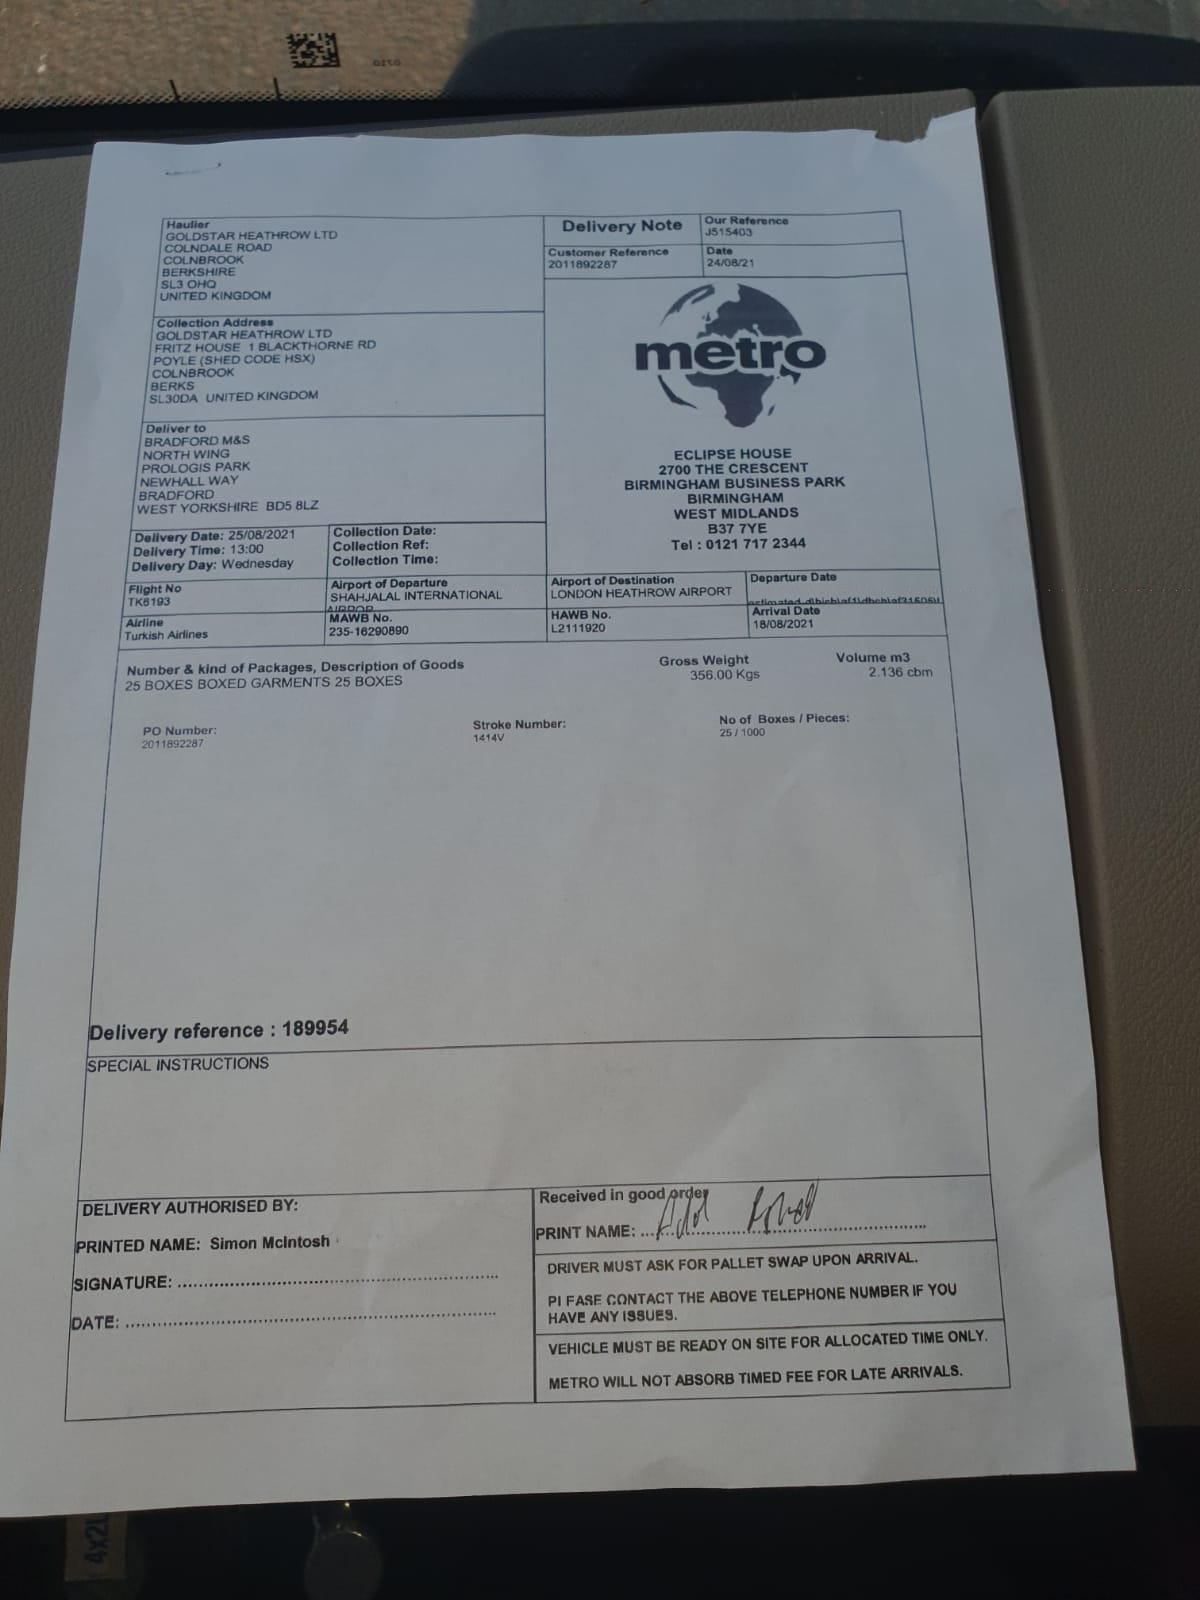 0210
Haulier
GOLDSTAR HEATHROW LTD
COLNDALE ROAD
COLNBROOK
BERKSHIRE
SL3 OHQ
UNITED KINGDOM
Delivery Note
Our Reference
J515403
Customer Reference
2011892287
Date
24/08/21
Collection Address
GOLDSTAR HEATHROW LTD
FRITZ HOUSE 1 BLACKTHORNE RD
POYLE (SHED CODE HSX)
COLNBROOK
BERKS
SL30DA UNITED KINGDOM
metro
Deliver to
BRADFORD M&S
NORTH WING
PROLOGIS PARK
NEWHALL WAY
BRADFORD
WEST YORKSHIRE BD5 8LZ
ECLIPSE HOUSE
2700 THE CRESCENT
BIRMINGHAM BUSINESS PARK
BIRMINGHAM
WEST MIDLANDS
B37 7YE
Tel : 0121 717 2344
Delivery Date: 25/08/2021
Delivery Time: 13:00
Delivery Day: Wednesday
Collection Date:
Collection Ref:
Collection Time:
Flight No
TK6193
Airport of Departure
SHAHJALAL INTERNATIONAL
AIRPOR
Airport of Destination
LONDON HEATHROW AIRPORT
Departure Date
Airline
Turkish Airlines
MAWB No.
235-16290890
HAWB No.
L2111920
Arrival Date
18/08/2021
Number & kind of Packages, Description of Goods
25 BOXES BOXED GARMENTS 25 BOXES
Gross Weight
356.00 Kgs
Volume m3
2.136 cbm
PO Number:
2011892287
Stroke Number:
1414V
No of Boxes / Pieces:
25 / 1000
Delivery reference : 189954
SPECIAL INSTRUCTIONS
DELIVERY AUTHORISED BY:
PRINTED NAME: Simon McIntosh
SIGNATURE:
DATE:
Received in good order
PRINT NAME:
DRIVER MUST ASK FOR PALLET SWAP UPON ARRIVAL.
PLEASE CONTACT THE ABOVE TELEPHONE NUMBER IF YOU
HAVE ANY ISSUES.
VEHICLE MUST BE READY ON SITE FOR ALLOCATED TIME ONLY.
METRO WILL NOT ABSORB TIMED FEE FOR LATE ARRIVALS.